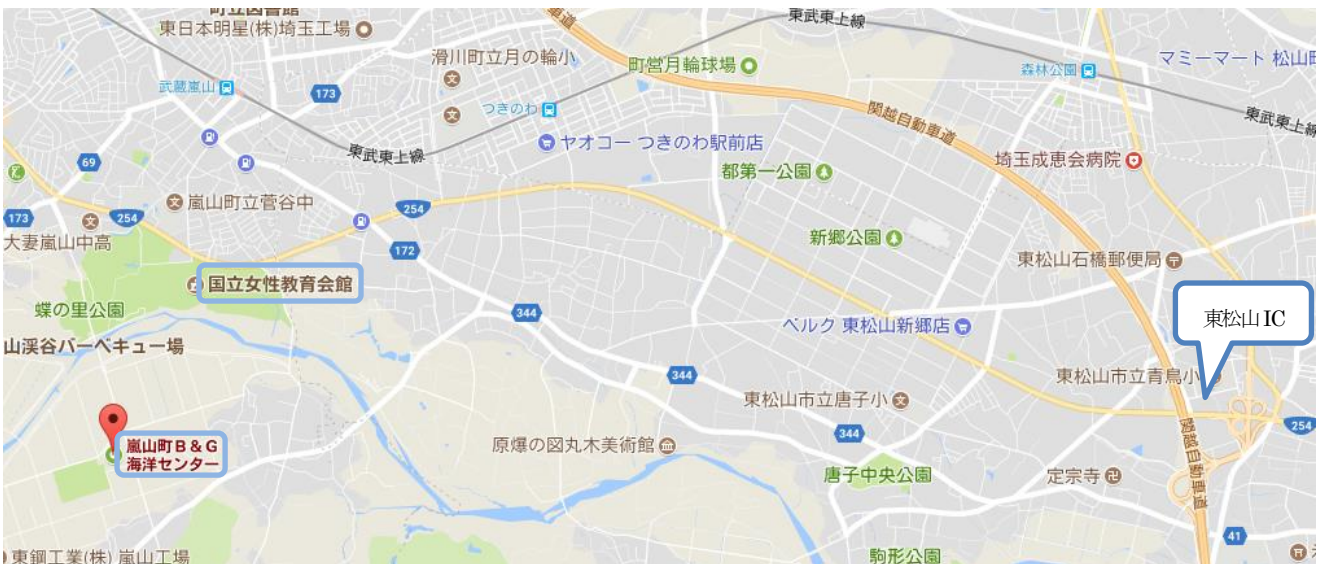 町立図書館
東日本明星(株)埼玉工場
滑川町立月の輪小
町営月輪球場
東武東上線
森林公園
マミーマート 松山町
武蔵嵐山
173
つきのわ
関越自動車道
東武東上線
東武東上線
ヤオコー つきのわ駅前店
都第一公園
埼玉成恵会病院
69
嵐山町立菅谷中
254
173
254
大妻嵐山中高
172
新郷公園
東松山石橋郵便局
国立女性教育会館
蝶の里公園
344
ベルク 東松山新郷店
東松山IC
山渓谷バーベキュー場
344
東松山市立唐子小
東松山市立青鳥小
254
嵐山町B&G
海洋センター
原爆の図丸木美術館
344
唐子中央公園
定宗寺
関越自動車道
41
東鋼工業(株) 嵐山工場
駒形公園